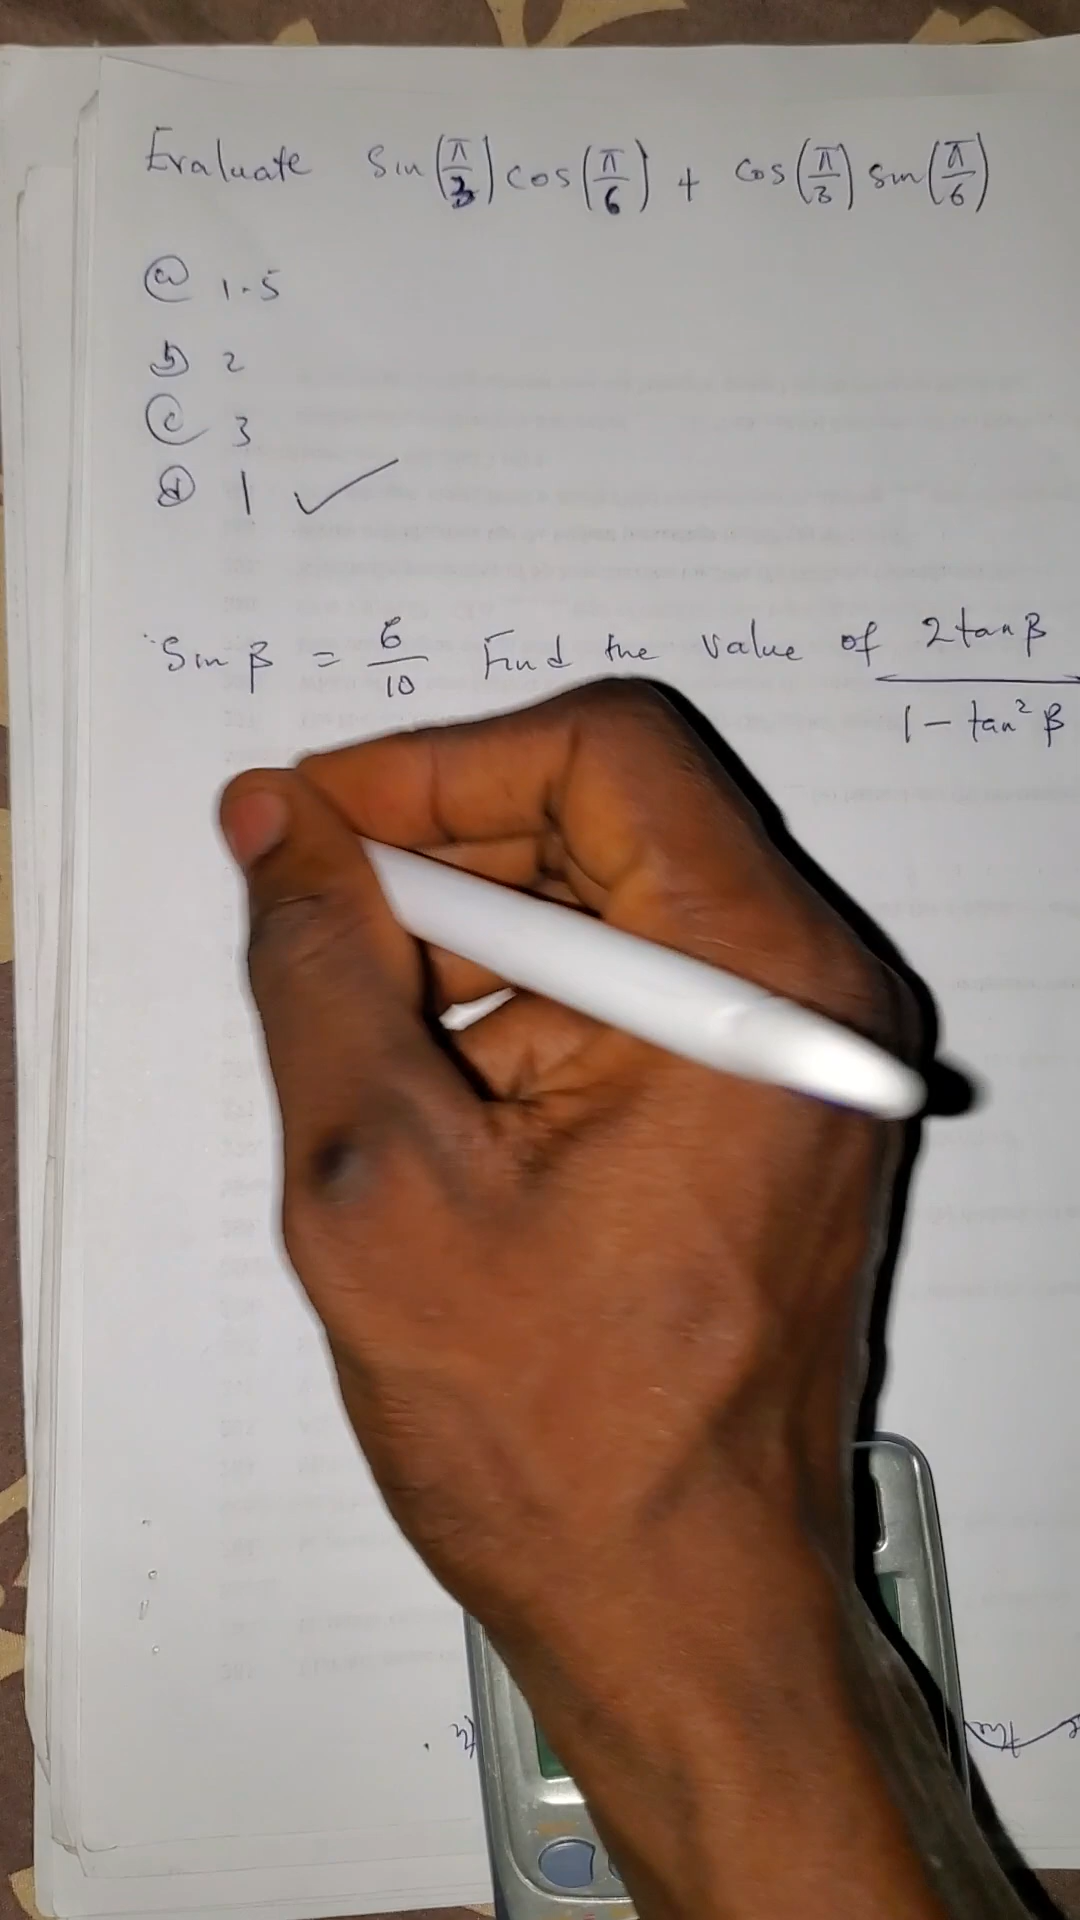 Evaluate sin(π/3) cos(π/6) + cos(π/3) sin(π/6)
(a) 1.5
(b) 2
(c) 3
(d) 1 ✓
Sin β = 6/10 Find the value of 2tanβ/(1 - tan²β)
the